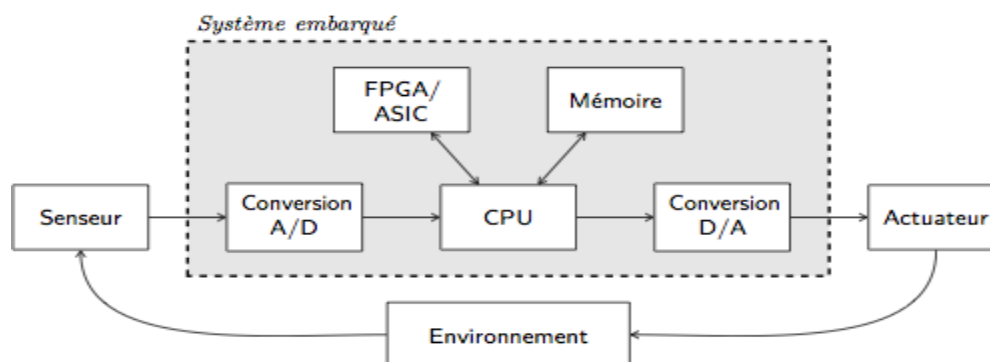 Système embarqué
FPGA/
ASIC
Mémoire
Senseur
Conversion
A/D
CPU
Conversion
D/A
Actuateur
Environnement